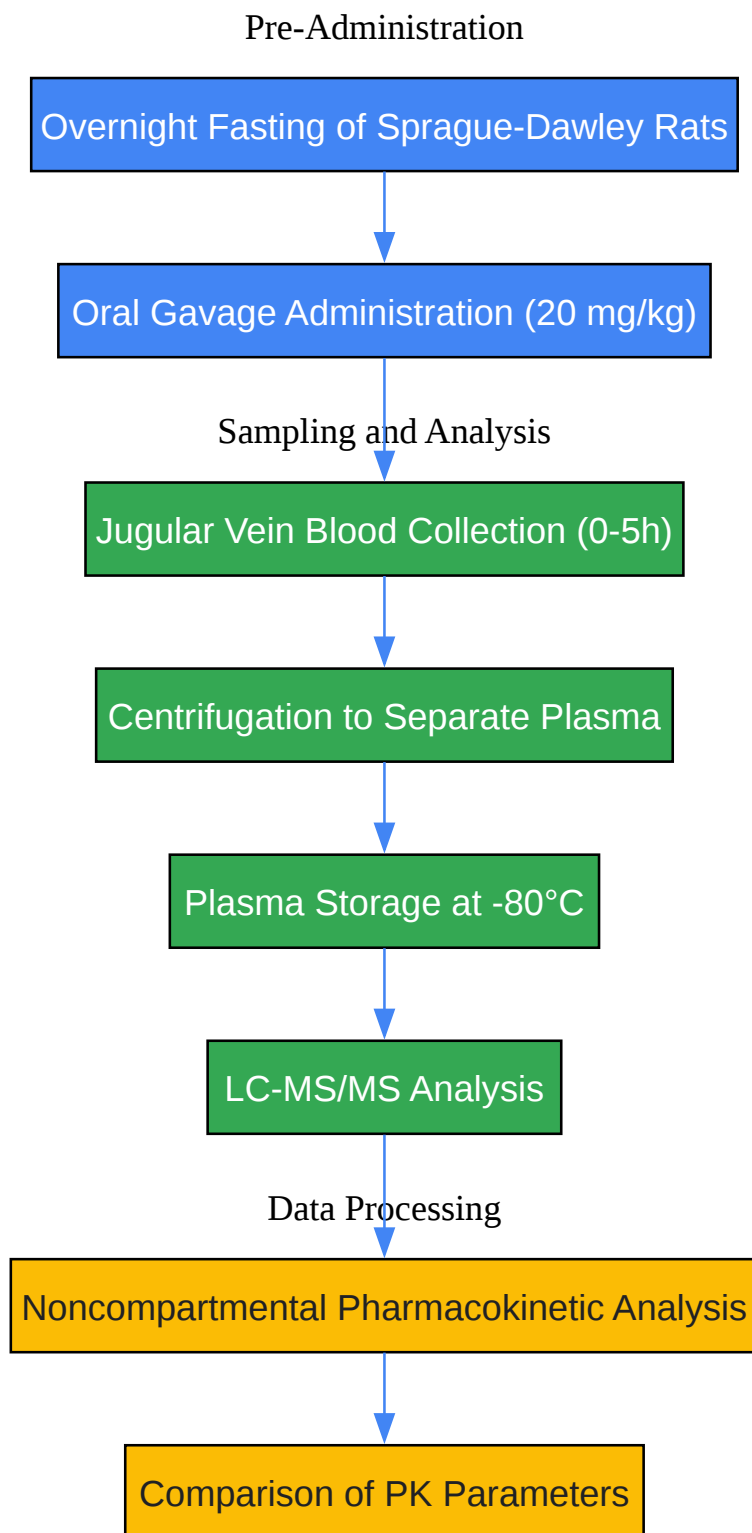 Pre-Administration
Overnight Fasting of Sprague-Dawley Rats
Oral Gavage Administration (20 mg/kg)
Sampling and Analysis
Jugular Vein Blood Collection (0-5h)
Centrifugation to Separate Plasma
Plasma Storage at -80°C
LC-MS/MS Analysis
Data Processing
Noncompartmental Pharmacokinetic Analysis
Comparison of PK Parameters